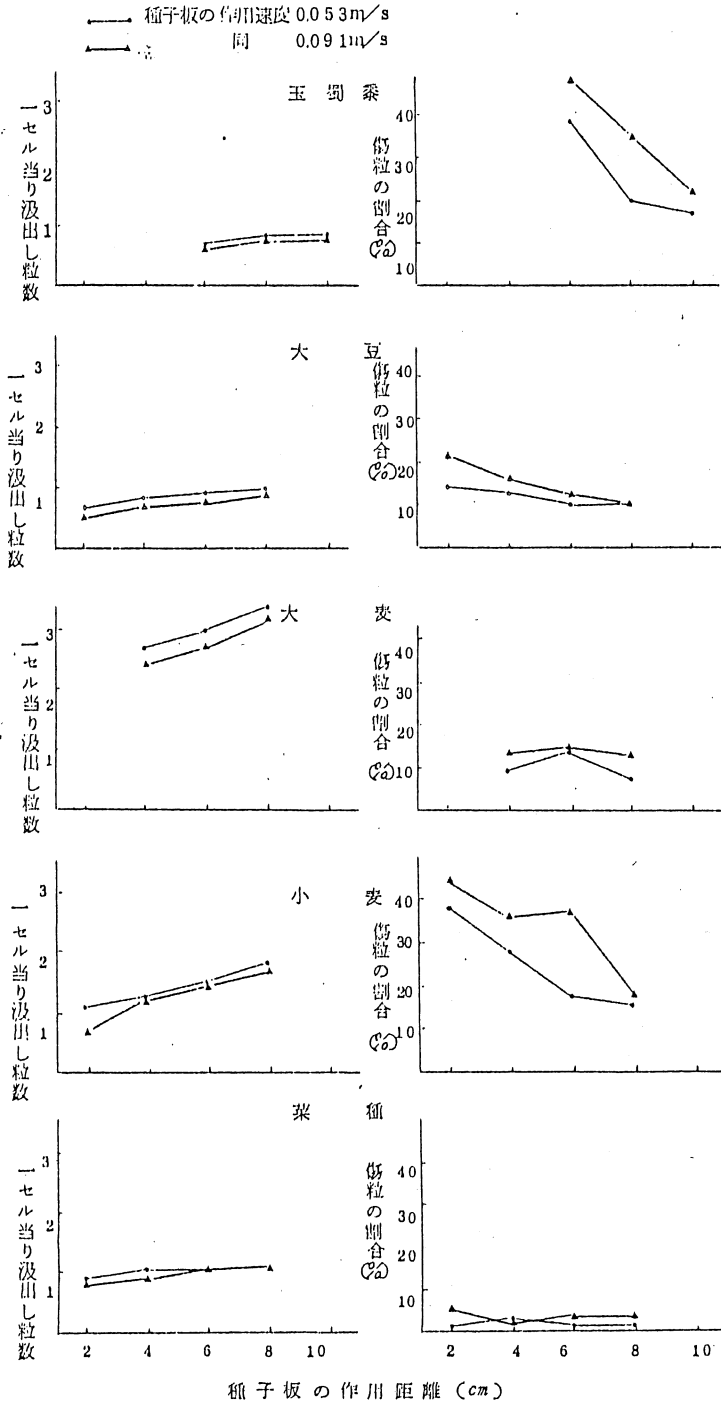 種子板の作用速度 0.053m/s
同 0.091m/s
玉蜀黍
一セル当り汲出し粒数
3
2
1
傷粒の割合(%)
40
30
20
10
大豆
一セル当り汲出し粒数
3
2
1
傷粒の割合(%)
40
30
20
10
大麦
一セル当り汲出し粒数
3
2
1
傷粒の割合(%)
40
30
20
10
小麦
一セル当り汲出し粒数
3
2
1
傷粒の割合(%)
40
30
20
10
菜種
一セル当り汲出し粒数
3
2
1
傷粒の割合(%)
40
30
20
10
2 4 6 8 10
2 4 6 8 10
種子板の作用距離(cm)